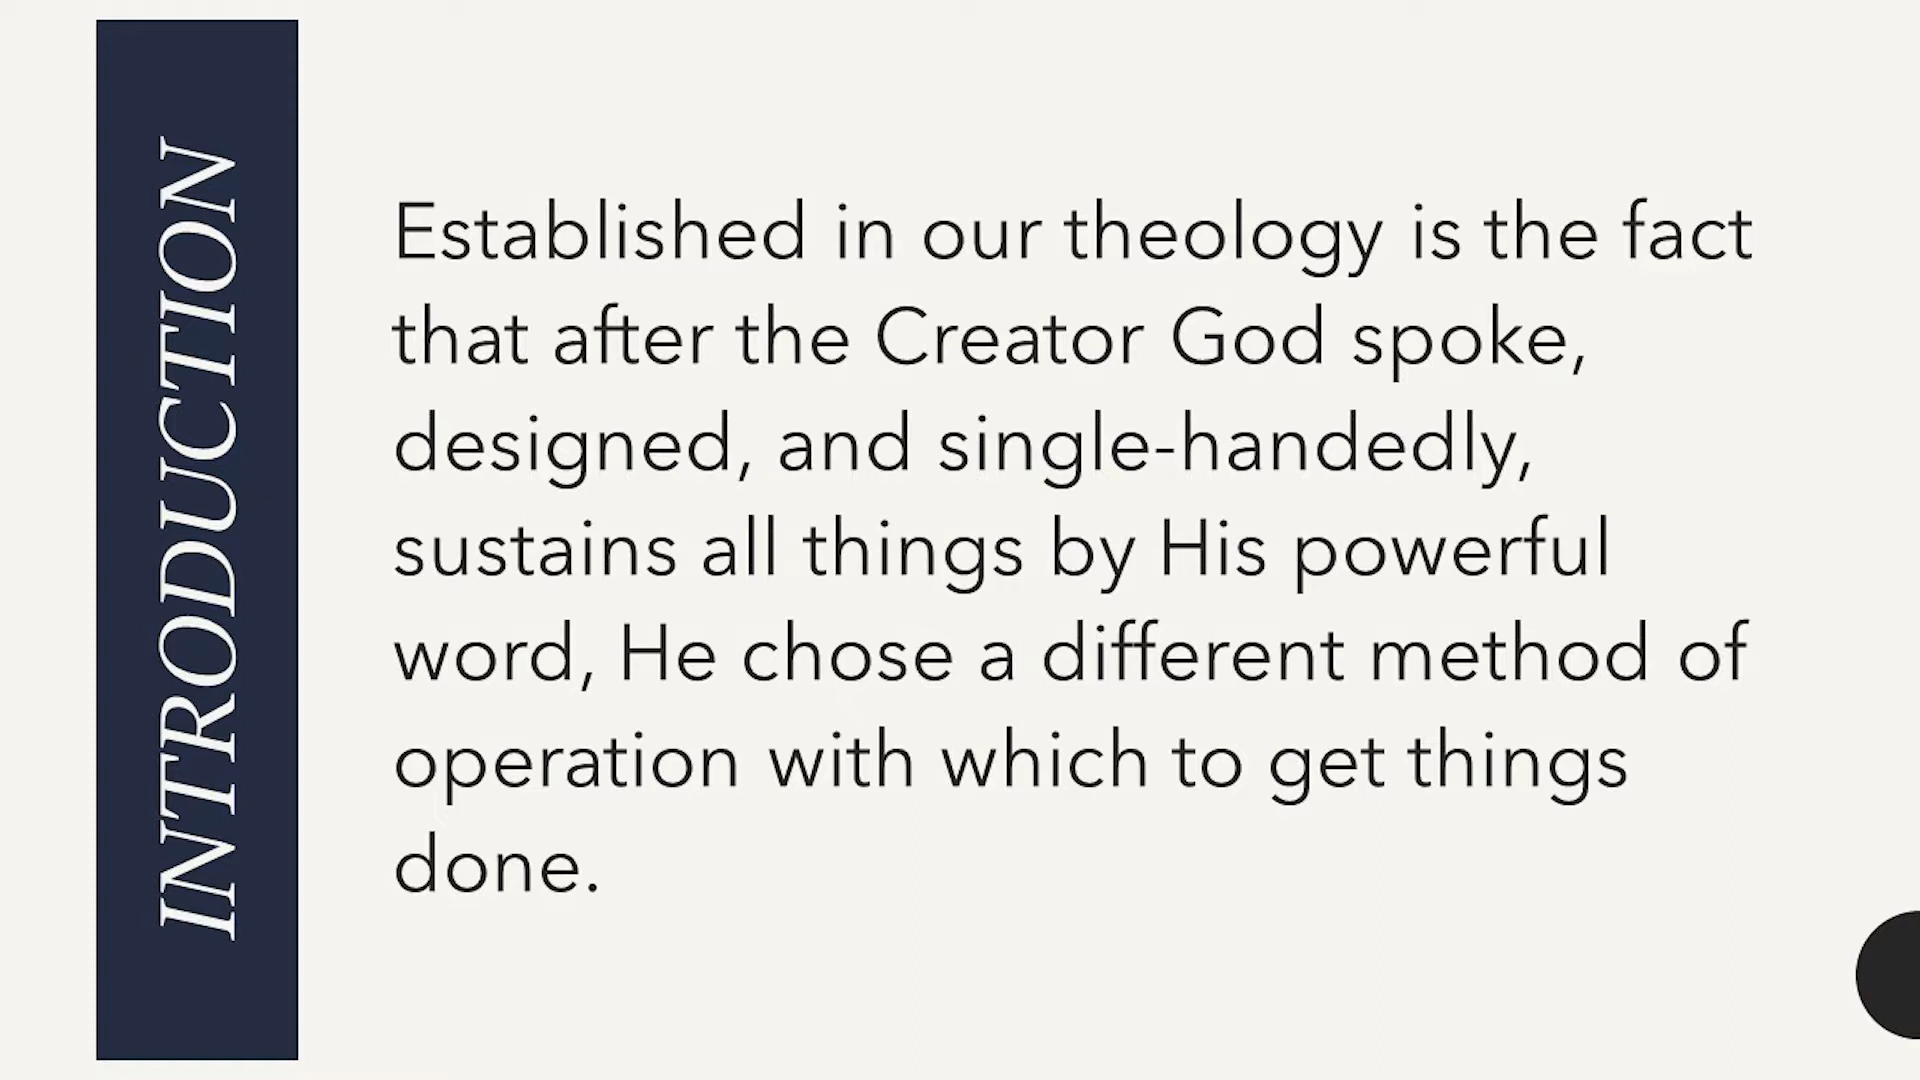 INTRODUCTION
Established in our theology is the fact
that after the Creator God spoke,
designed, and single-handedly,
sustains all things by His powerful
word, He chose a different method of
operation with which to get things
done.